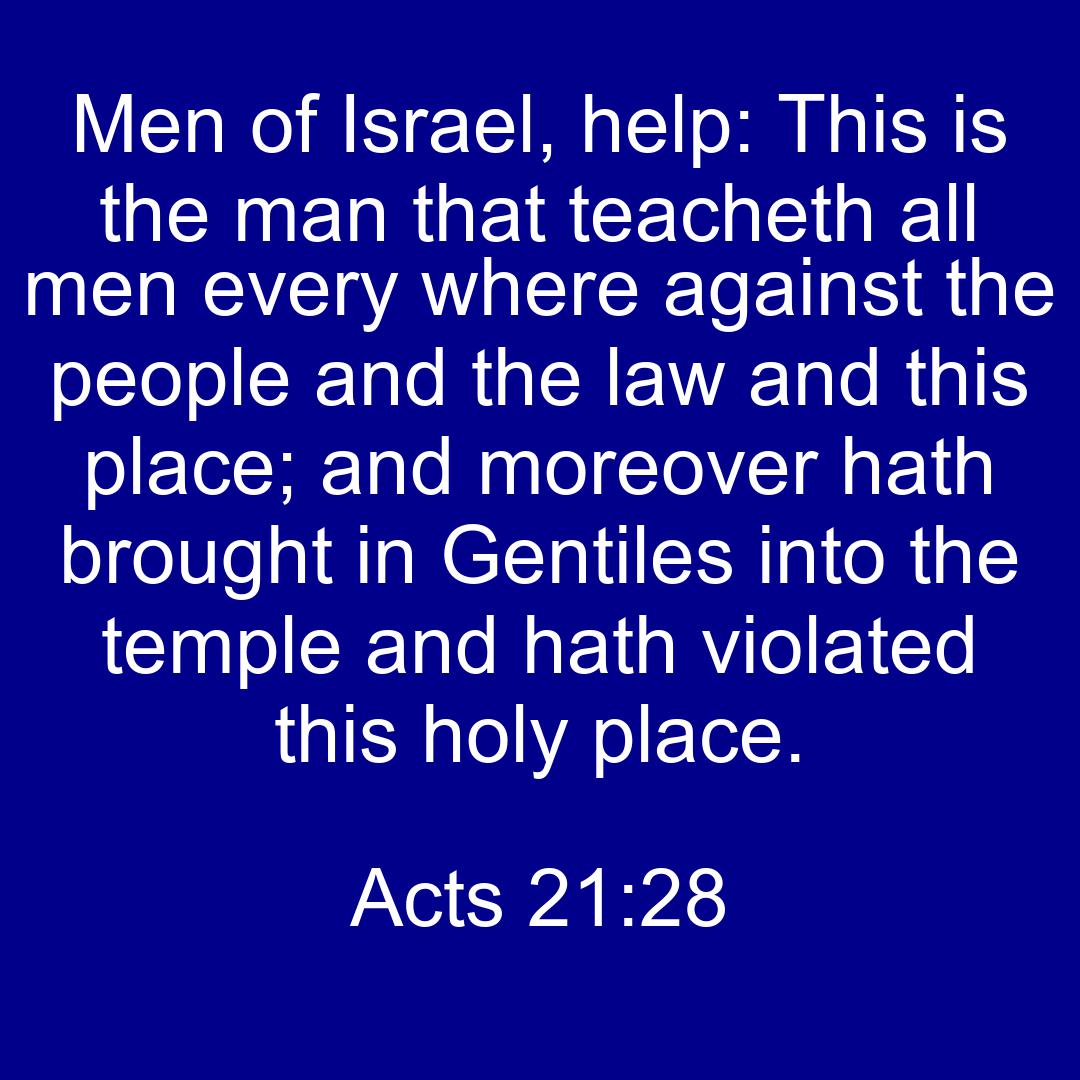 Men of Israel, help: This is
the man that teacheth all
men every where against the
people and the law and this
place; and moreover hath
brought in Gentiles into the
temple and hath violated
this holy place.
Acts 21:28